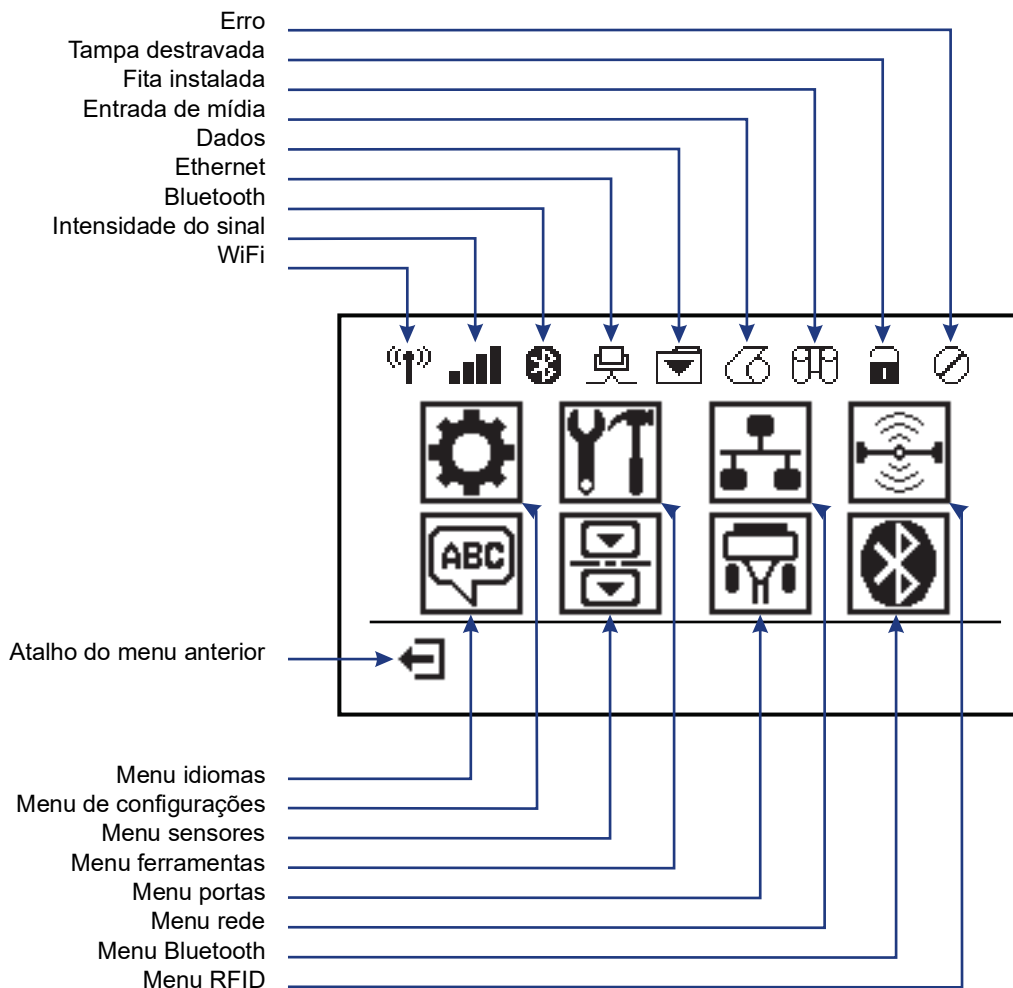 Erro
Tampa destravada
Fita instalada
Entrada de mídia
Dados
Ethernet
Bluetooth
Intensidade do sinal
WiFi
ABC
Atalho do menu anterior
Menu idiomas
Menu de configurações
Menu sensores
Menu ferramentas
Menu portas
Menu rede
Menu Bluetooth
Menu RFID